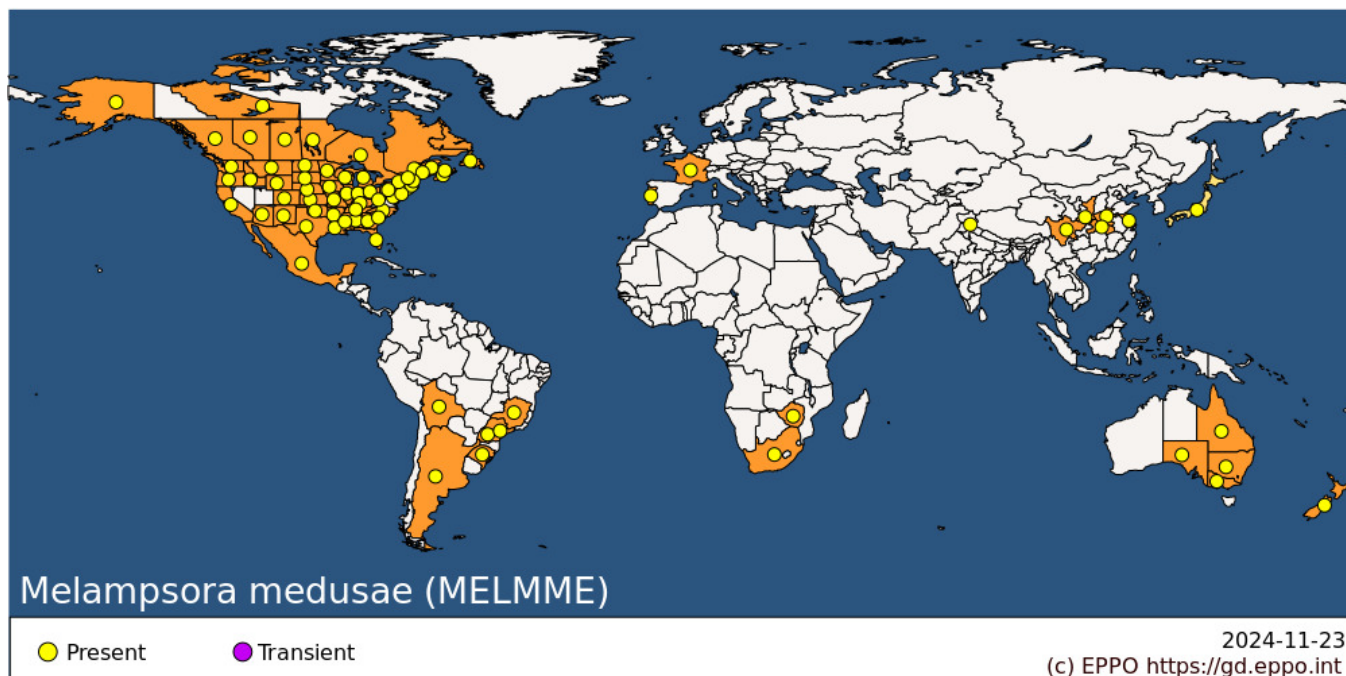 Melampsora medusae (MELMME)
Present
Transient
2024-11-23
(c) EPPO https://gd.eppo.int